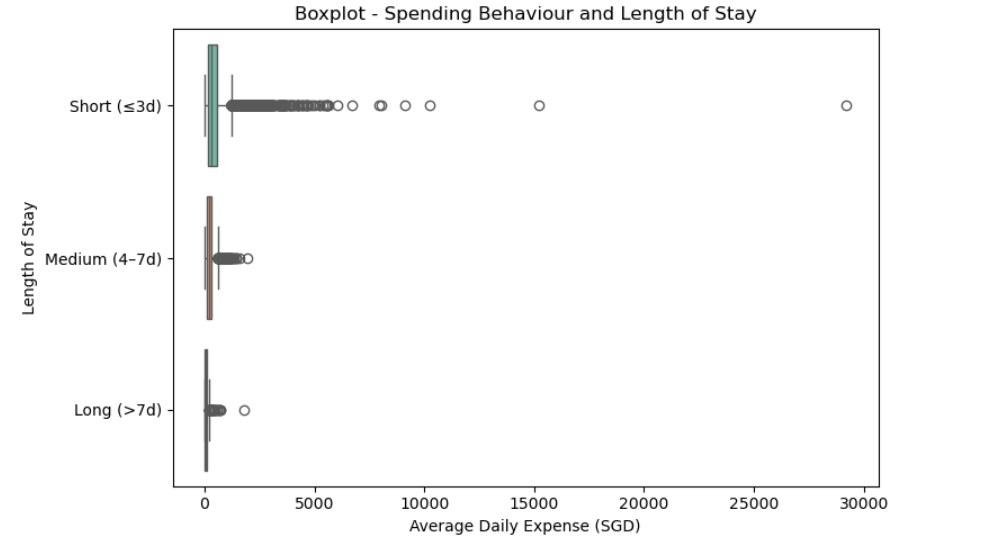 Boxplot - Spending Behaviour and Length of Stay
Length of Stay
Short (≤3d)
Medium (4–7d)
Long (>7d)
0 5000 10000 15000 20000 25000 30000
Average Daily Expense (SGD)